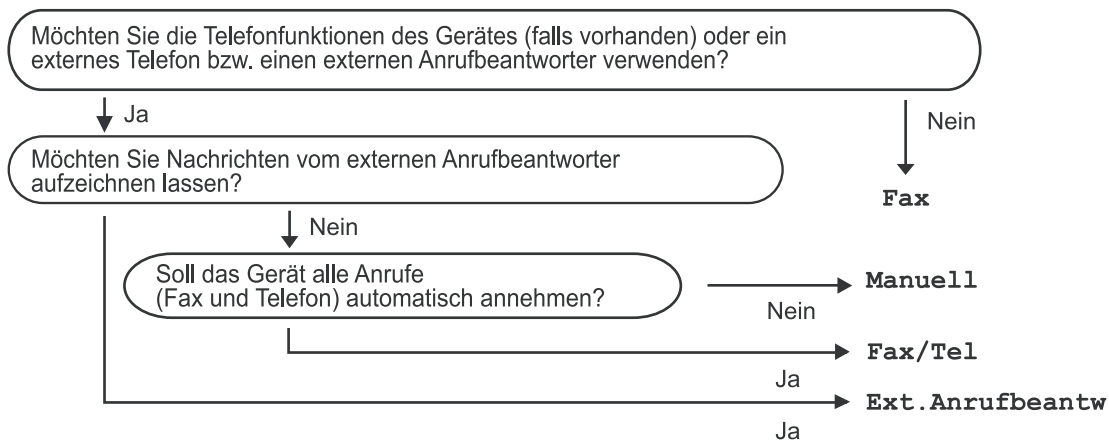 Möchten Sie die Telefonfunktionen des Gerätes (falls vorhanden) oder ein
externes Telefon bzw. einen externen Anrufbeantworter verwenden?
Ja
Nein
Möchten Sie Nachrichten vom externen Anrufbeantworter
aufzeichnen lassen?
Fax
Nein
Soll das Gerät alle Anrufe
(Fax und Telefon) automatisch annehmen?
Manuell
Nein
Fax/Tel
Ja
Ext.Anrufbeantw
Ja